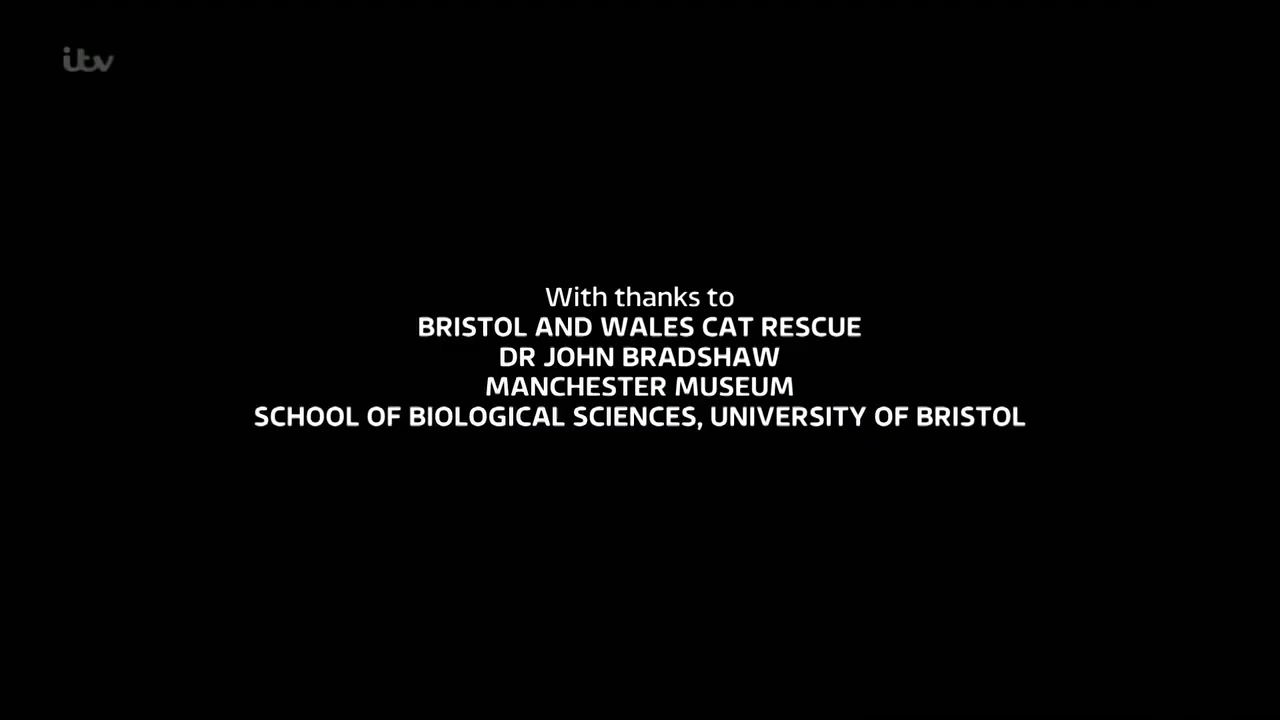 itv
With thanks to
BRISTOL AND WALES CAT RESCUE
DR JOHN BRADSHAW
MANCHESTER MUSEUM
SCHOOL OF BIOLOGICAL SCIENCES, UNIVERSITY OF BRISTOL